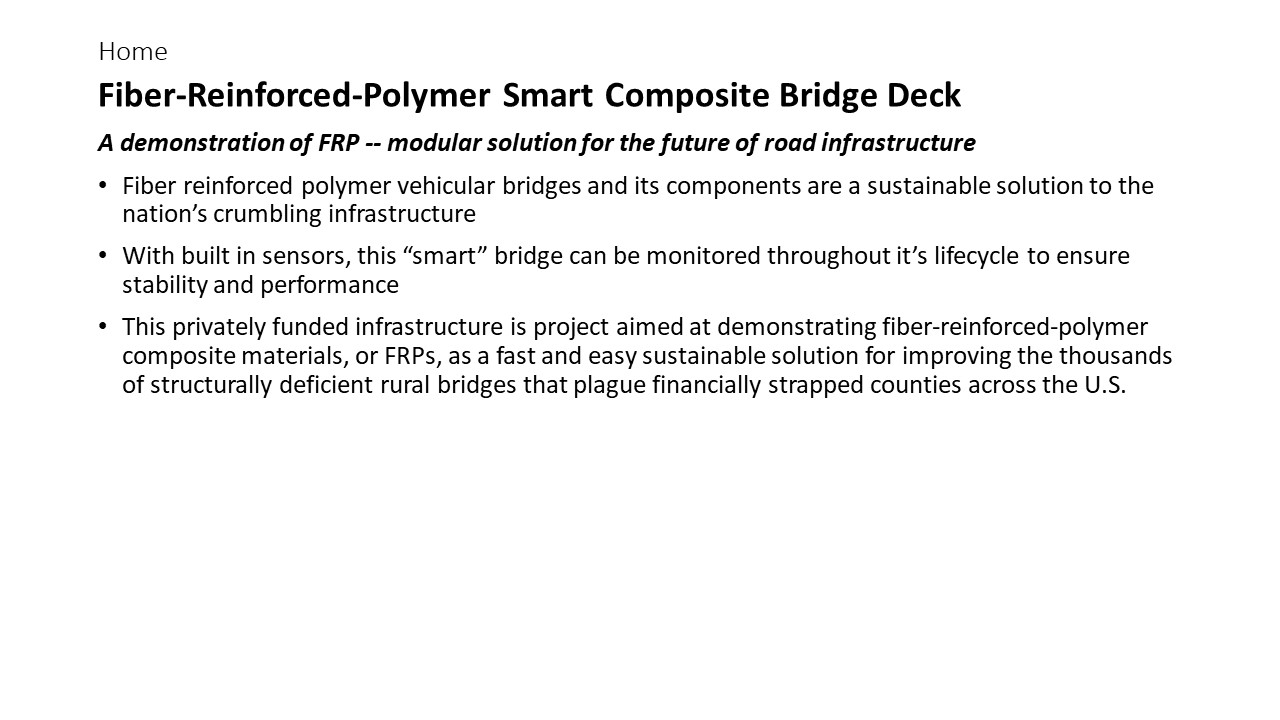 Home
Fiber-Reinforced-Polymer Smart Composite Bridge Deck
A demonstration of FRP -- modular solution for the future of road infrastructure
• Fiber reinforced polymer vehicular bridges and its components are a sustainable solution to the
nation’s crumbling infrastructure
• With built in sensors, this “smart” bridge can be monitored throughout it’s lifecycle to ensure
stability and performance
• This privately funded infrastructure is project aimed at demonstrating fiber-reinforced-polymer
composite materials, or FRPs, as a fast and easy sustainable solution for improving the thousands
of structurally deficient rural bridges that plague financially strapped counties across the U.S.